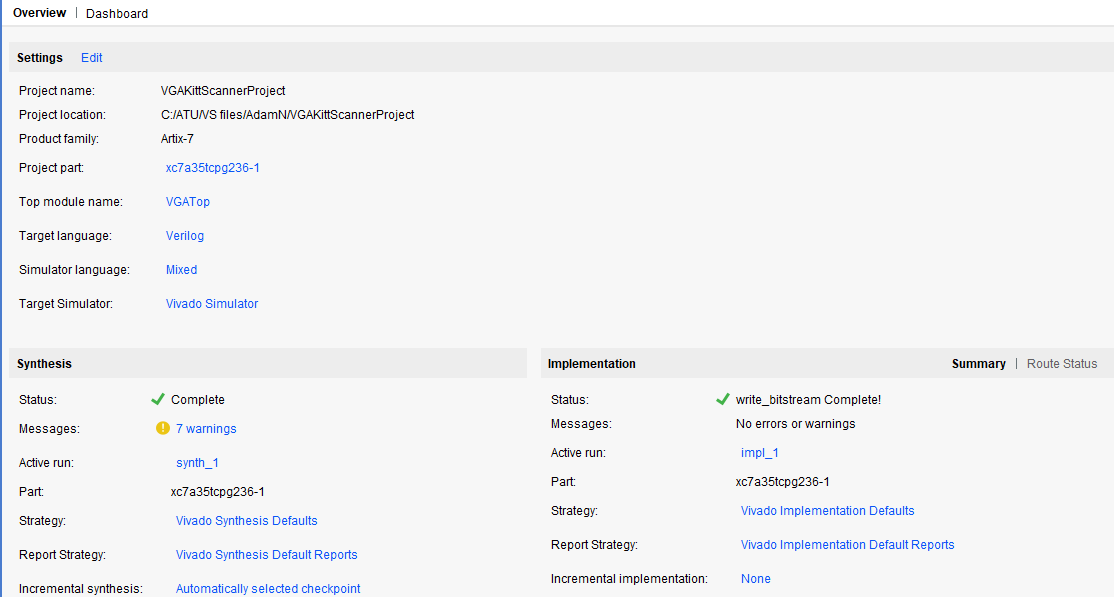 Overview | Dashboard
Settings Edit
Project name: VGAKittScannerProject
Project location: C:/ATU/VS files/AdamN/VGAKittScannerProject
Product family: Artix-7
Project part: xc7a35tcpg236-1
Top module name: VGATop
Target language: Verilog
Simulator language: Mixed
Target Simulator: Vivado Simulator
Synthesis
Status: Complete
Messages: 7 warnings
Active run: synth_1
Part: xc7a35tcpg236-1
Strategy: Vivado Synthesis Defaults
Report Strategy: Vivado Synthesis Default Reports
Incremental synthesis: Automatically selected checkpoint
Implementation Summary | Route Status
Status: write_bitstream Complete!
Messages: No errors or warnings
Active run: impl_1
Part: xc7a35tcpg236-1
Strategy: Vivado Implementation Defaults
Report Strategy: Vivado Implementation Default Reports
Incremental implementation: None